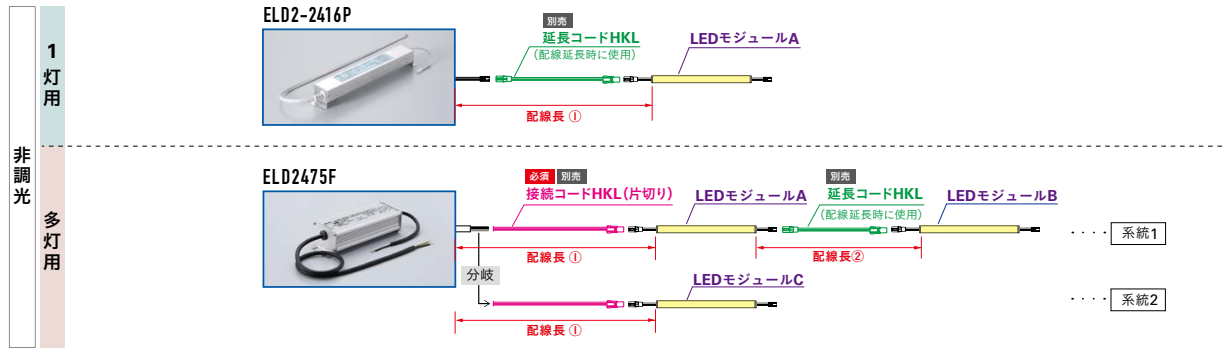 非調光
1灯用
ELD2-2416P
別売
延長コードHKL
(配線延長時に使用)
LEDモジュールA
配線長①
多灯用
ELD2475F
必須 別売
接続コードHKL(片切り)
LEDモジュールA
別売
延長コードHKL
(配線延長時に使用)
LEDモジュールB
配線長①
配線長②
・・・・ 系統1
分岐
LEDモジュールC
・・・・ 系統2
配線長①